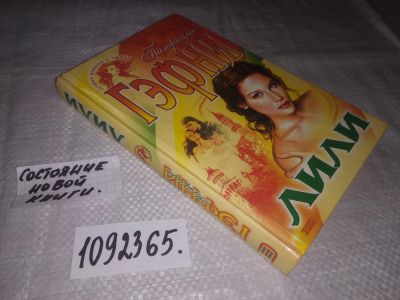 Патриция
ГЭФНИ
ЛИЛИ
ЛИЛИ
ГЭФНИ
СОСТОЯНИЕ
НОВОЙ
КНИГИ.
1092365.